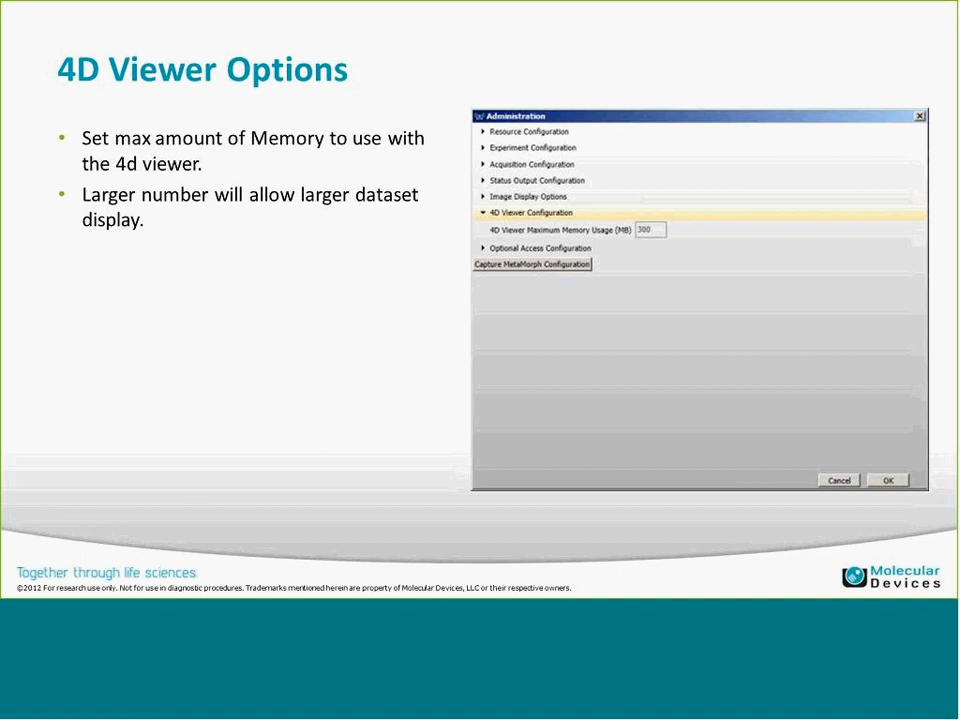 4D Viewer Options
• Set max amount of Memory to use with
the 4d viewer.
• Larger number will allow larger dataset
display.
Administration
Resource Configuration
Experiment Configuration
Acquisition Configuration
Status Output Configuration
Image Display Options
4D Viewer Configuration
4D Viewer Maximum Memory Usage (MB) 300
Optional Access Configuration
Capture MetaMorph Configuration
Cancel OK
Together through life sciences.
©2012 For research use only. Not for use in diagnostic procedures. Trademarks mentioned herein are property of Molecular Devices, LLC or their respective owners.
Molecular
Devices